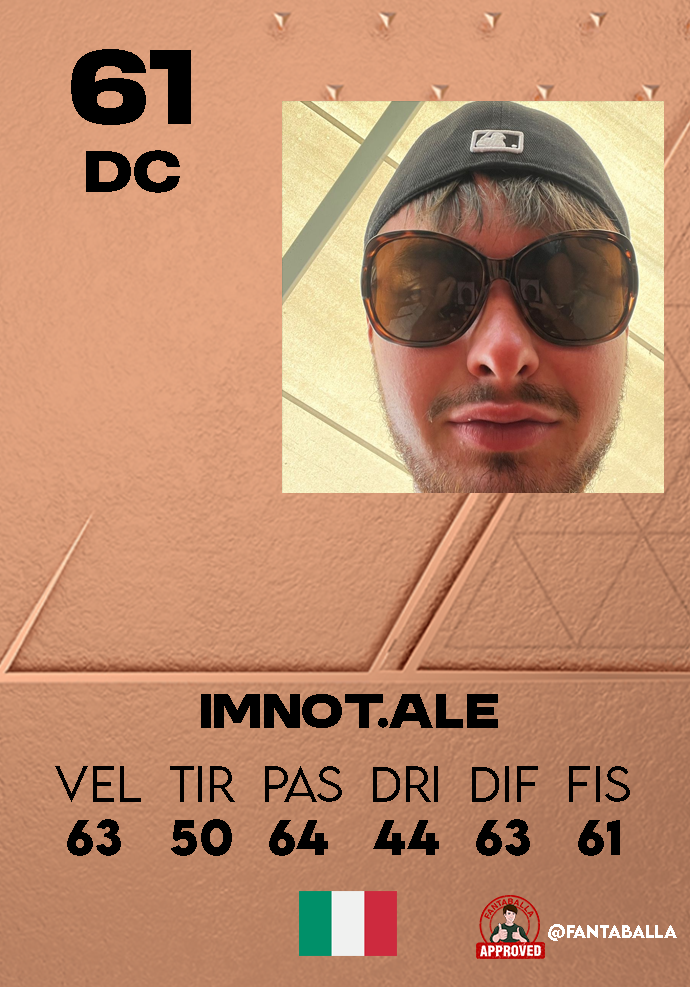 61
DC
IMNOT.ALE
VEL TIR PAS DRI DIF FIS
63 50 64 44 63 61
FANTABALLA
APPROVED
@FANTABALLA